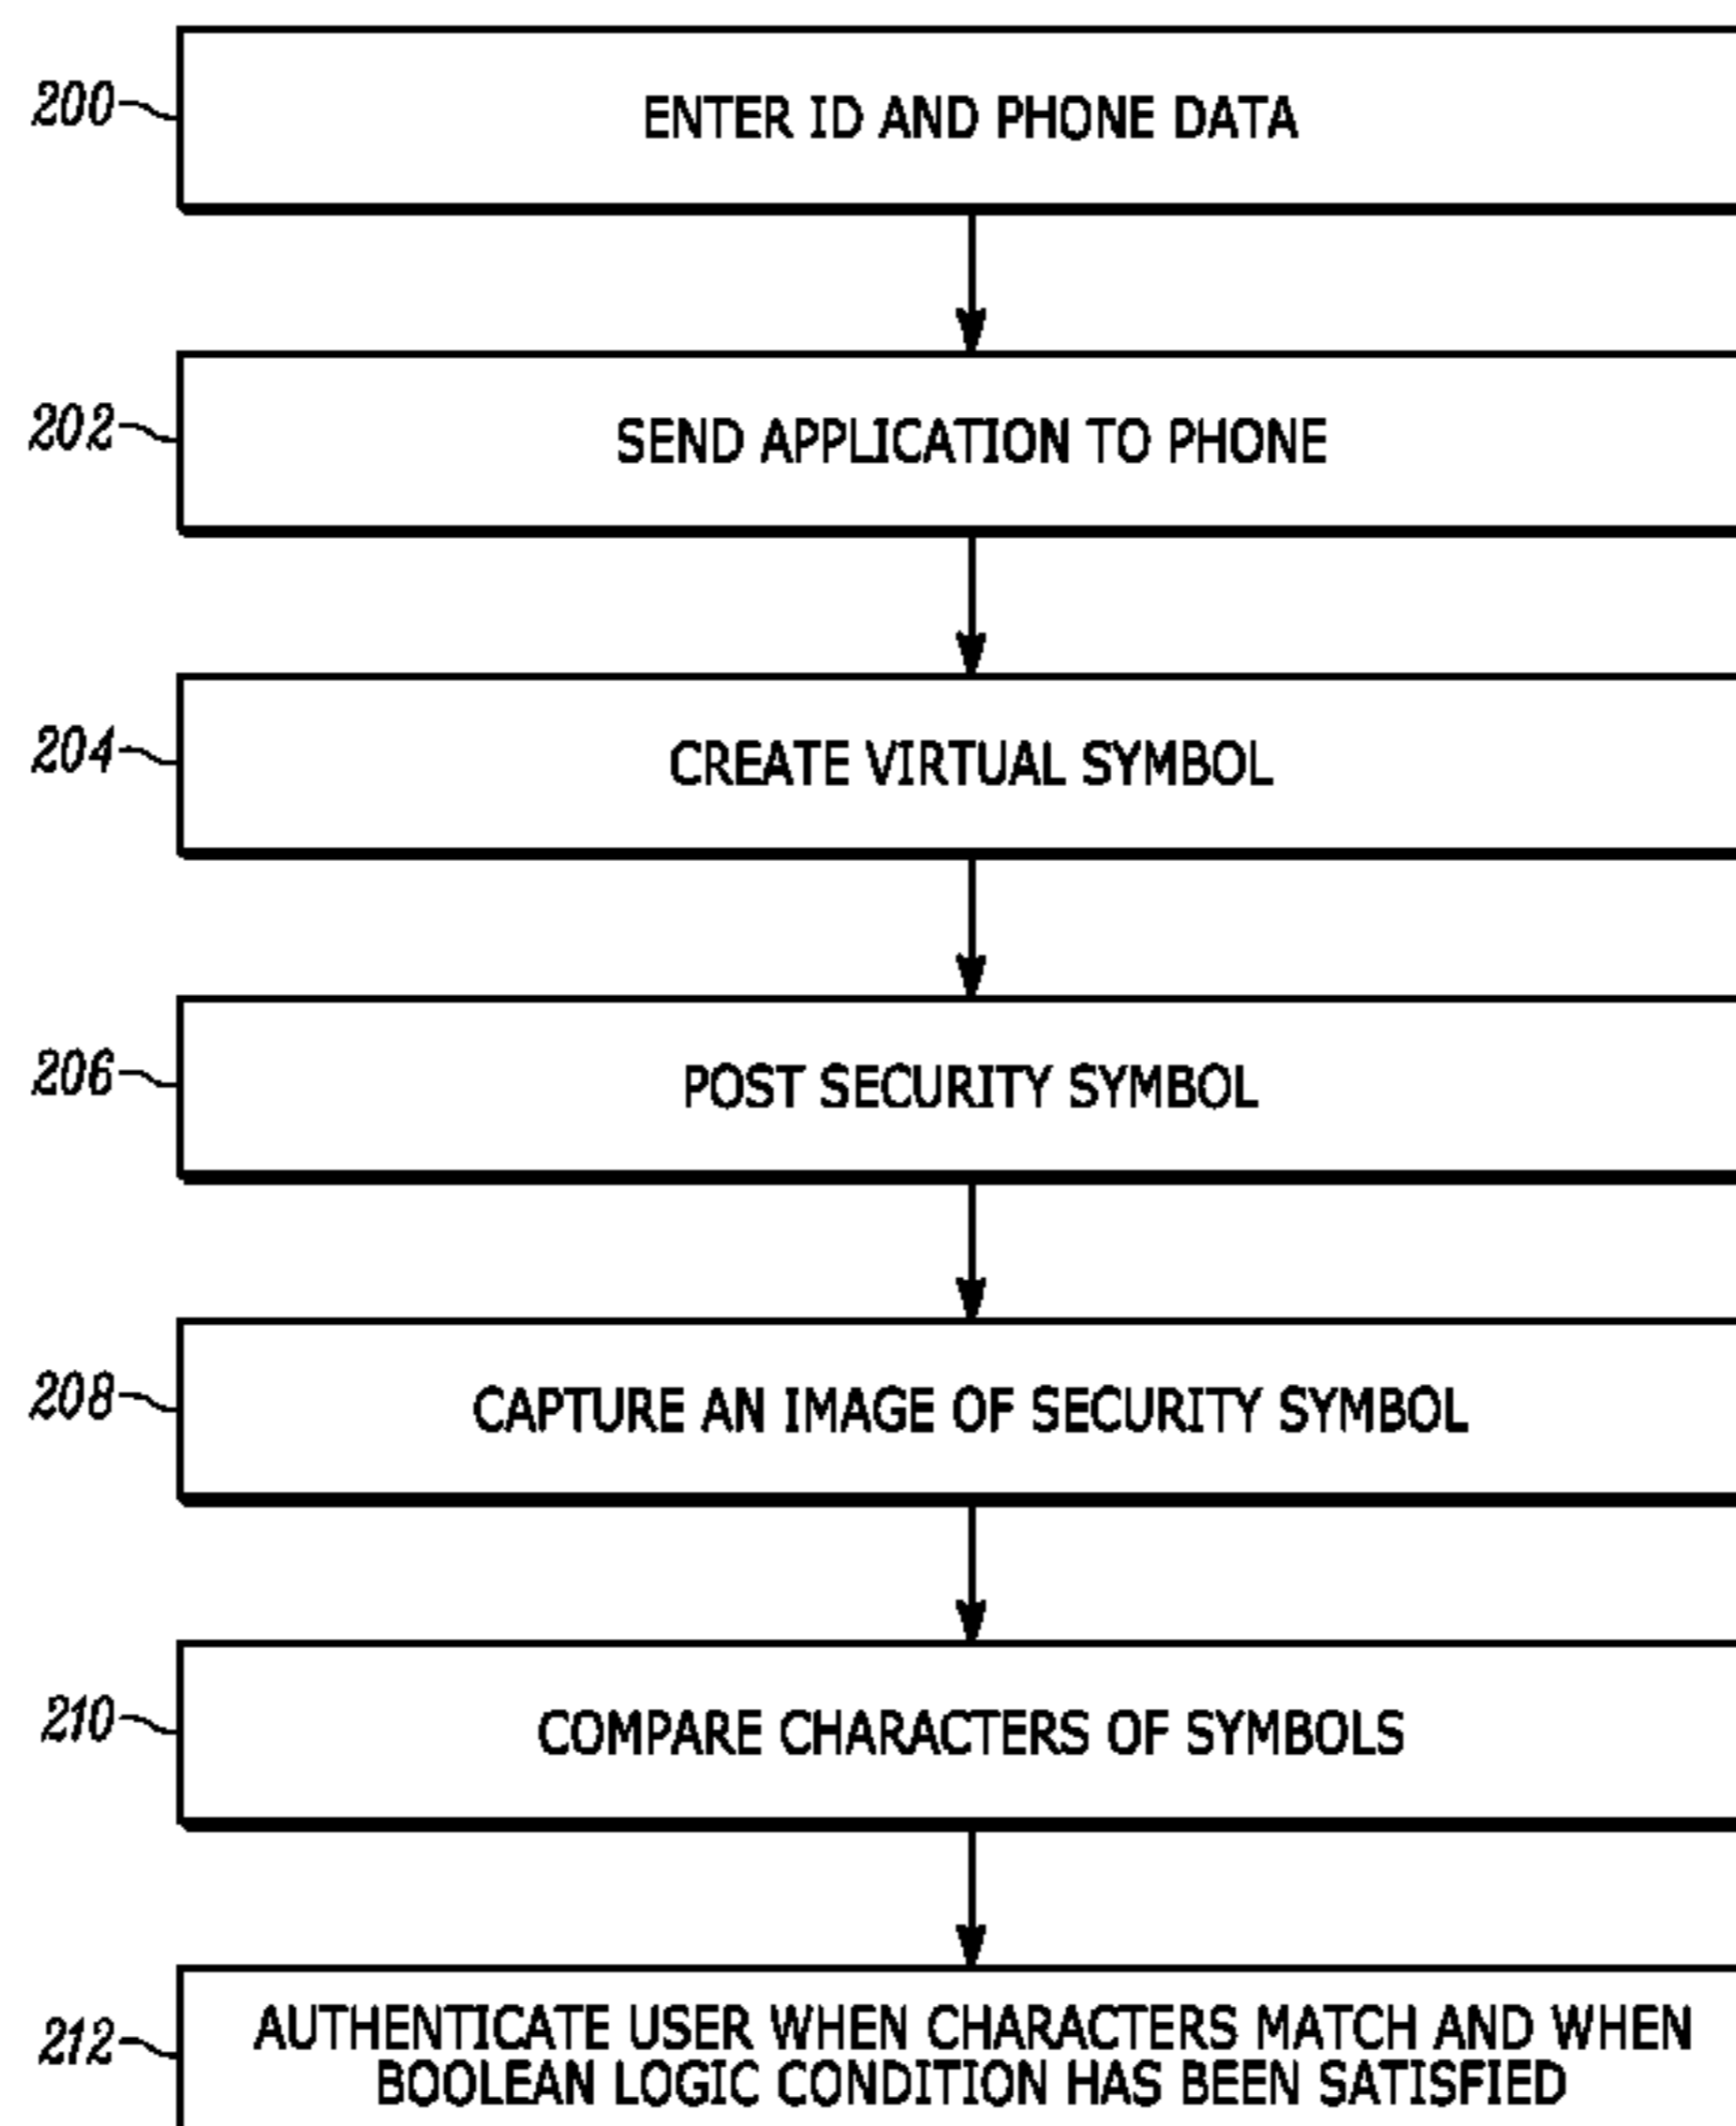 200
ENTER ID AND PHONE DATA
202
SEND APPLICATION TO PHONE
204
CREATE VIRTUAL SYMBOL
206
POST SECURITY SYMBOL
208
CAPTURE AN IMAGE OF SECURITY SYMBOL
210
COMPARE CHARACTERS OF SYMBOLS
212
AUTHENTICATE USER WHEN CHARACTERS MATCH AND WHEN
BOOLEAN LOGIC CONDITION HAS BEEN SATISFIED